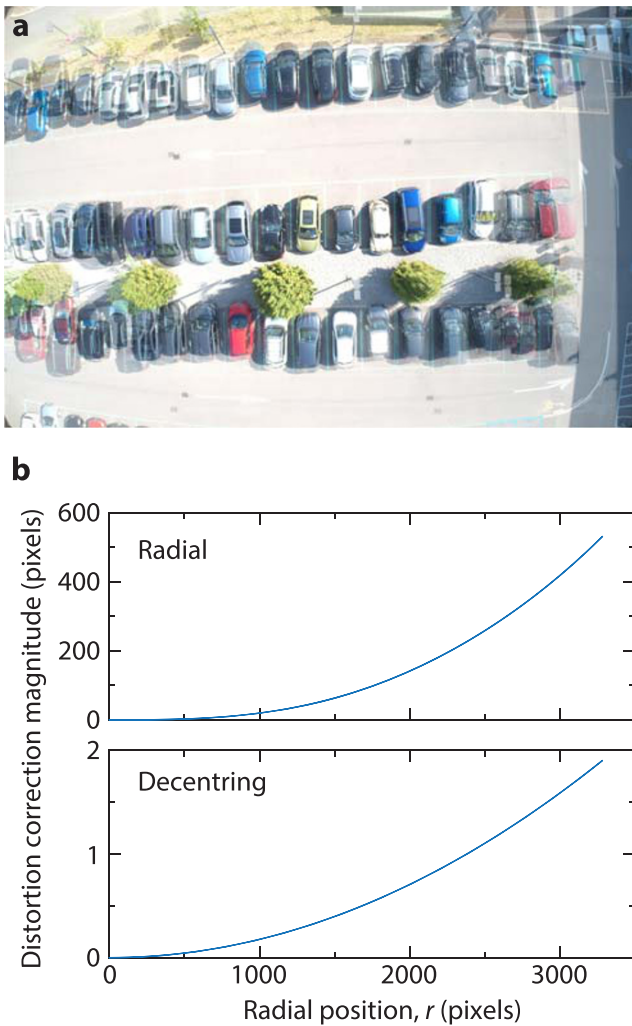 a
b
Distortion correction magnitude (pixels)
600
Radial
400
200
0
2
Decentring
1
0
0 1000 2000 3000
Radial position, r (pixels)